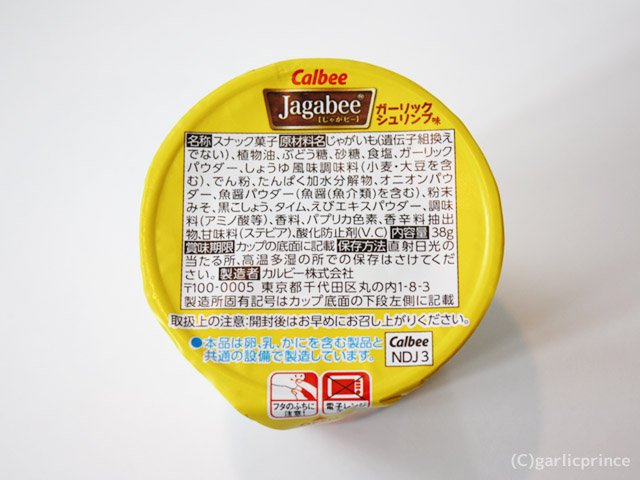 Calbee
Jagabee®
[じゃがビー]
ガーリック
シュリンプ味
名称 スナック菓子 原材料名 じゃがいも(遺伝子組換え
でない)、植物油、ぶどう糖、砂糖、食塩、ガーリック
パウダー、しょうゆ風味調味料(小麦・大豆を含
む)、でん粉、たんぱく加水分解物、オニオンパウ
ダー、魚醤パウダー(魚醤(魚介類)を含む)、粉末
みそ、黒こしょう、タイム、えびエキスパウダー、調味
料(アミノ酸等)、香料、パプリカ色素、香辛料抽出
物、甘味料(ステビア)、酸化防止剤(V.C) 内容量 38g
賞味期限 カップの底面に記載 保存方法 直射日光の
当たる所、高温多湿の所での保存はさけてくださ
い。 製造者 カルビー株式会社
〒100-0005 東京都千代田区丸の内1-8-3
製造所固有記号はカップ底面の下段左側に記載
取扱上の注意:開封後はお早めにお召し上がりください。
●本品は卵、乳、かにを含む製品と
共通の設備で製造しています。
Calbee
NDJ3
フタのふちに
注意!
電子レンジ
(C)garlicprince